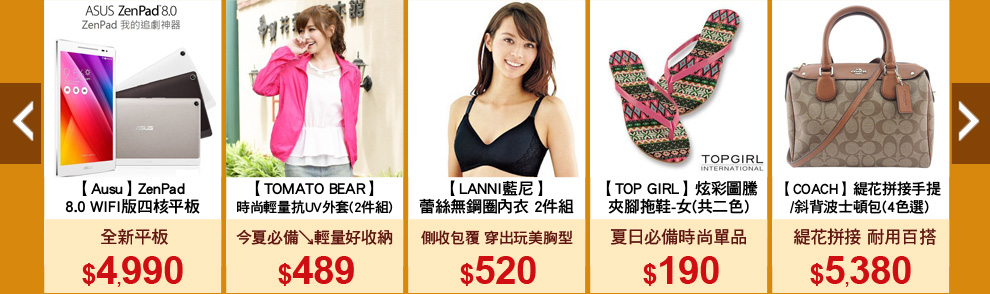 ASUS ZenPad 8.0
ZenPad 我的追劇神器
ASUS
【Ausu】ZenPad
8.0 WIFI版四核平板
全新平板
$4,990
【TOMATO BEAR】
時尚輕量抗UV外套(2件組)
今夏必備↘輕量好收納
$489
【LANNI藍尼】
蕾絲無鋼圈內衣 2件組
側收包覆 穿出玩美胸型
$520
TOPGIRL
INTERNATIONAL
【TOP GIRL】炫彩圖騰
夾腳拖鞋-女(共二色)
夏日必備時尚單品
$190
COACH
【COACH】緹花拼接手提
/斜背波士頓包(4色選)
緹花拼接 耐用百搭
$5,380